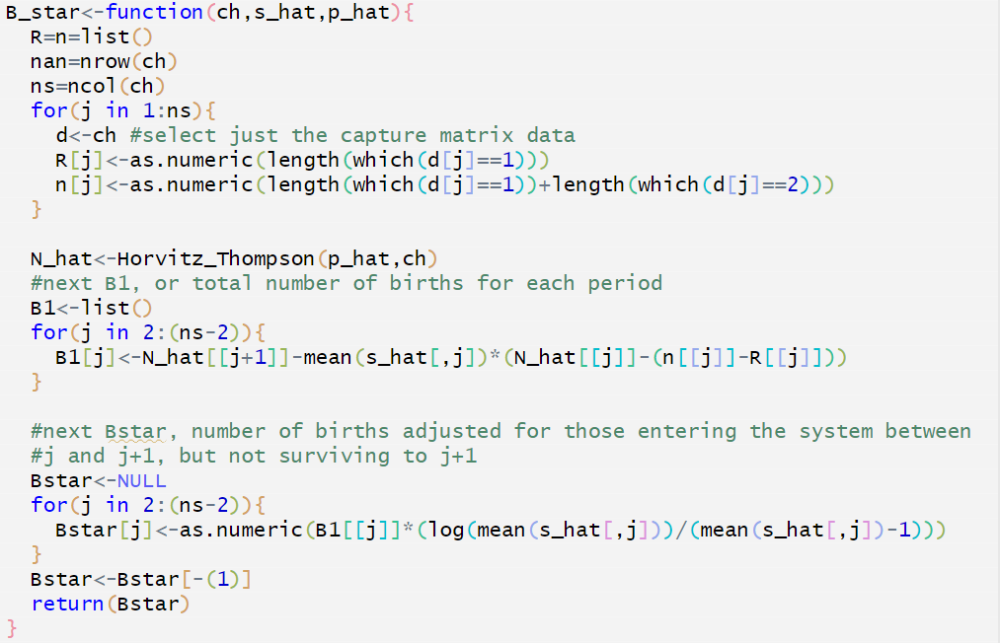 B_star<-function(ch,s_hat,p_hat){
  R=n=list()
  nan=nrow(ch)
  ns=ncol(ch)
  for(j in 1:ns){
    d<-ch #select just the capture matrix data
    R[j]<-as.numeric(length(which(d[j]==1)))
    n[j]<-as.numeric(length(which(d[j]==1))+length(which(d[j]==2)))
  }

  N_hat<-Horvitz_Thompson(p_hat,ch)
  #next B1, or total number of births for each period
  B1<-list()
  for(j in 2:(ns-2)){
    B1[j]<-N_hat[[j+1]]-mean(s_hat[,j])*(N_hat[[j]]-(n[[j]]-R[[j]]))
  }

  #next Bstar, number of births adjusted for those entering the system between
  #j and j+1, but not surviving to j+1
  Bstar<-NULL
  for(j in 2:(ns-2)){
    Bstar[j]<-as.numeric(B1[[j]]*(log(mean(s_hat[,j]))/(mean(s_hat[,j])-1)))
  }
  Bstar<-Bstar[-(1)]
  return(Bstar)
}